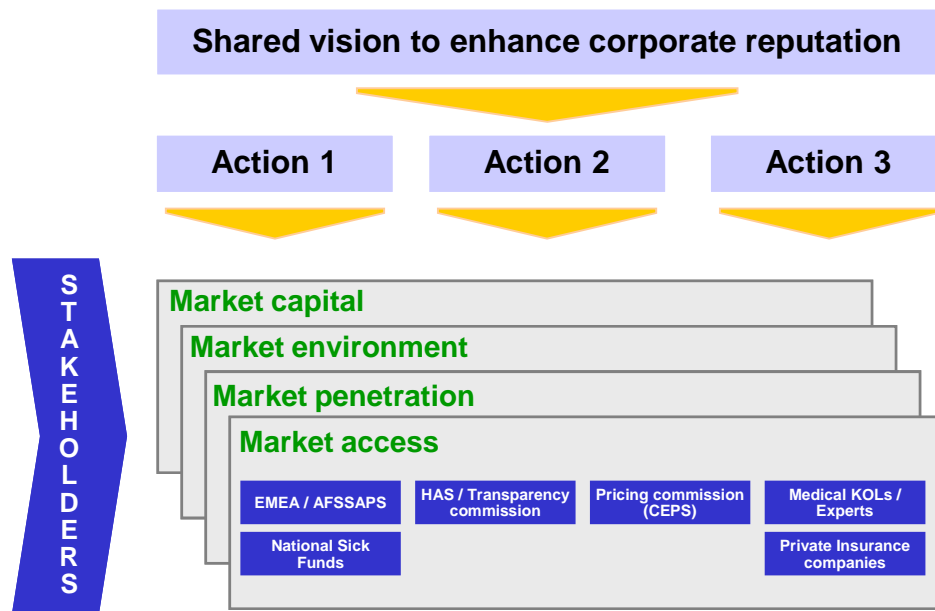 Shared vision to enhance corporate reputation
Action 1
Action 2
Action 3
STAKEHOLDERS
Market capital
Market environment
Market penetration
Market access
EMEA / AFSSAPS
HAS / Transparency
commission
Pricing commission
(CEPS)
Medical KOLs /
Experts
National Sick
Funds
Private Insurance
companies